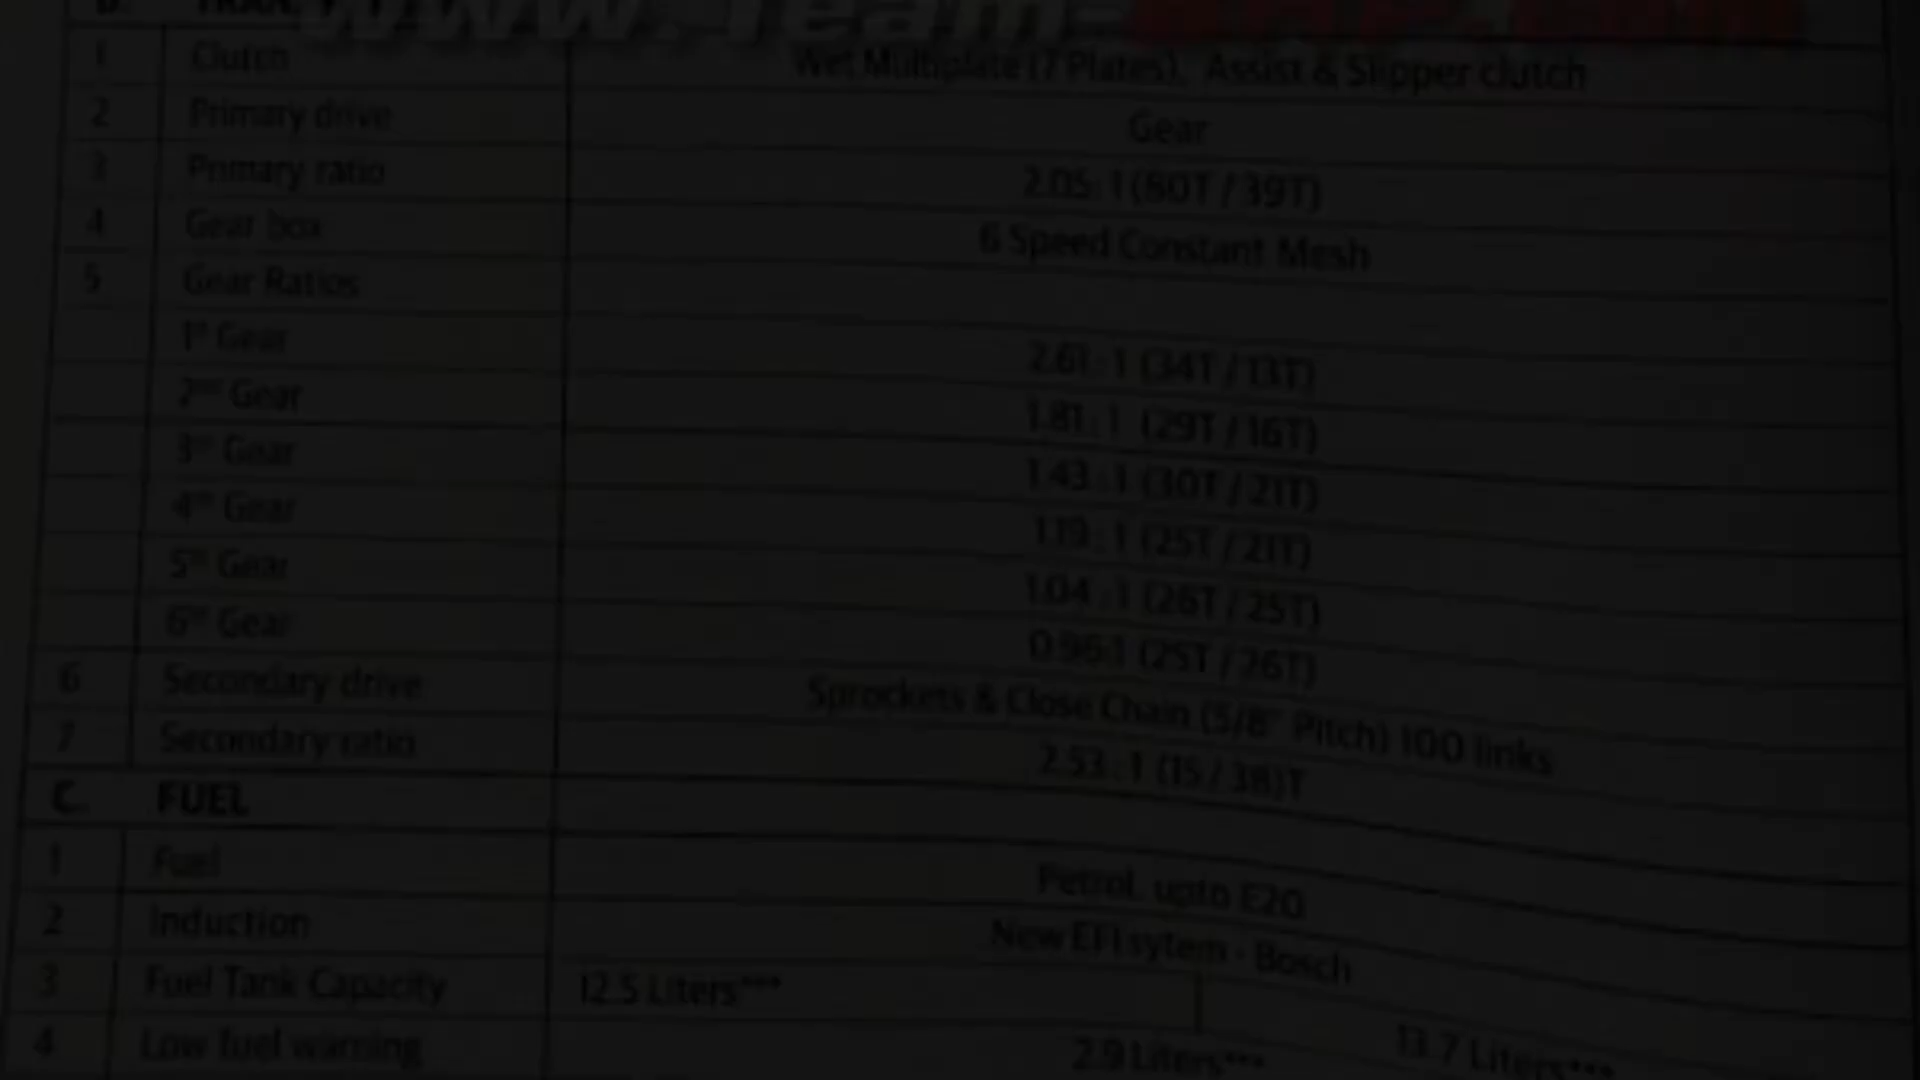 www.Team-BHP.com
B.
1 Clutch Wet Multiplate (7 Plates), Assist & Slipper clutch
2 Primary drive Gear
3 Primary ratio 2.05:1 (80T / 39T)
4 Gear box 6 Speed Constant Mesh
5 Gear Ratios
1st Gear 2.61:1 (34T / 13T)
2nd Gear 1.81:1 (29T / 16T)
3rd Gear 1.43:1 (30T / 21T)
4th Gear 1.19:1 (25T / 21T)
5th Gear 1.04:1 (26T / 25T)
6th Gear 0.96:1 (25T / 26T)
6 Secondary drive Sprockets & Close Chain (5/8" Pitch) 100 links
7 Secondary ratio 2.53:1 (15 / 38)T
C. FUEL
1 Fuel Petrol. upto E20
2 Induction New EFI sytem - Bosch
3 Fuel Tank Capacity 12.5 Liters*** 13.7 Liters***
4 Low fuel warning 2.9 Liters***